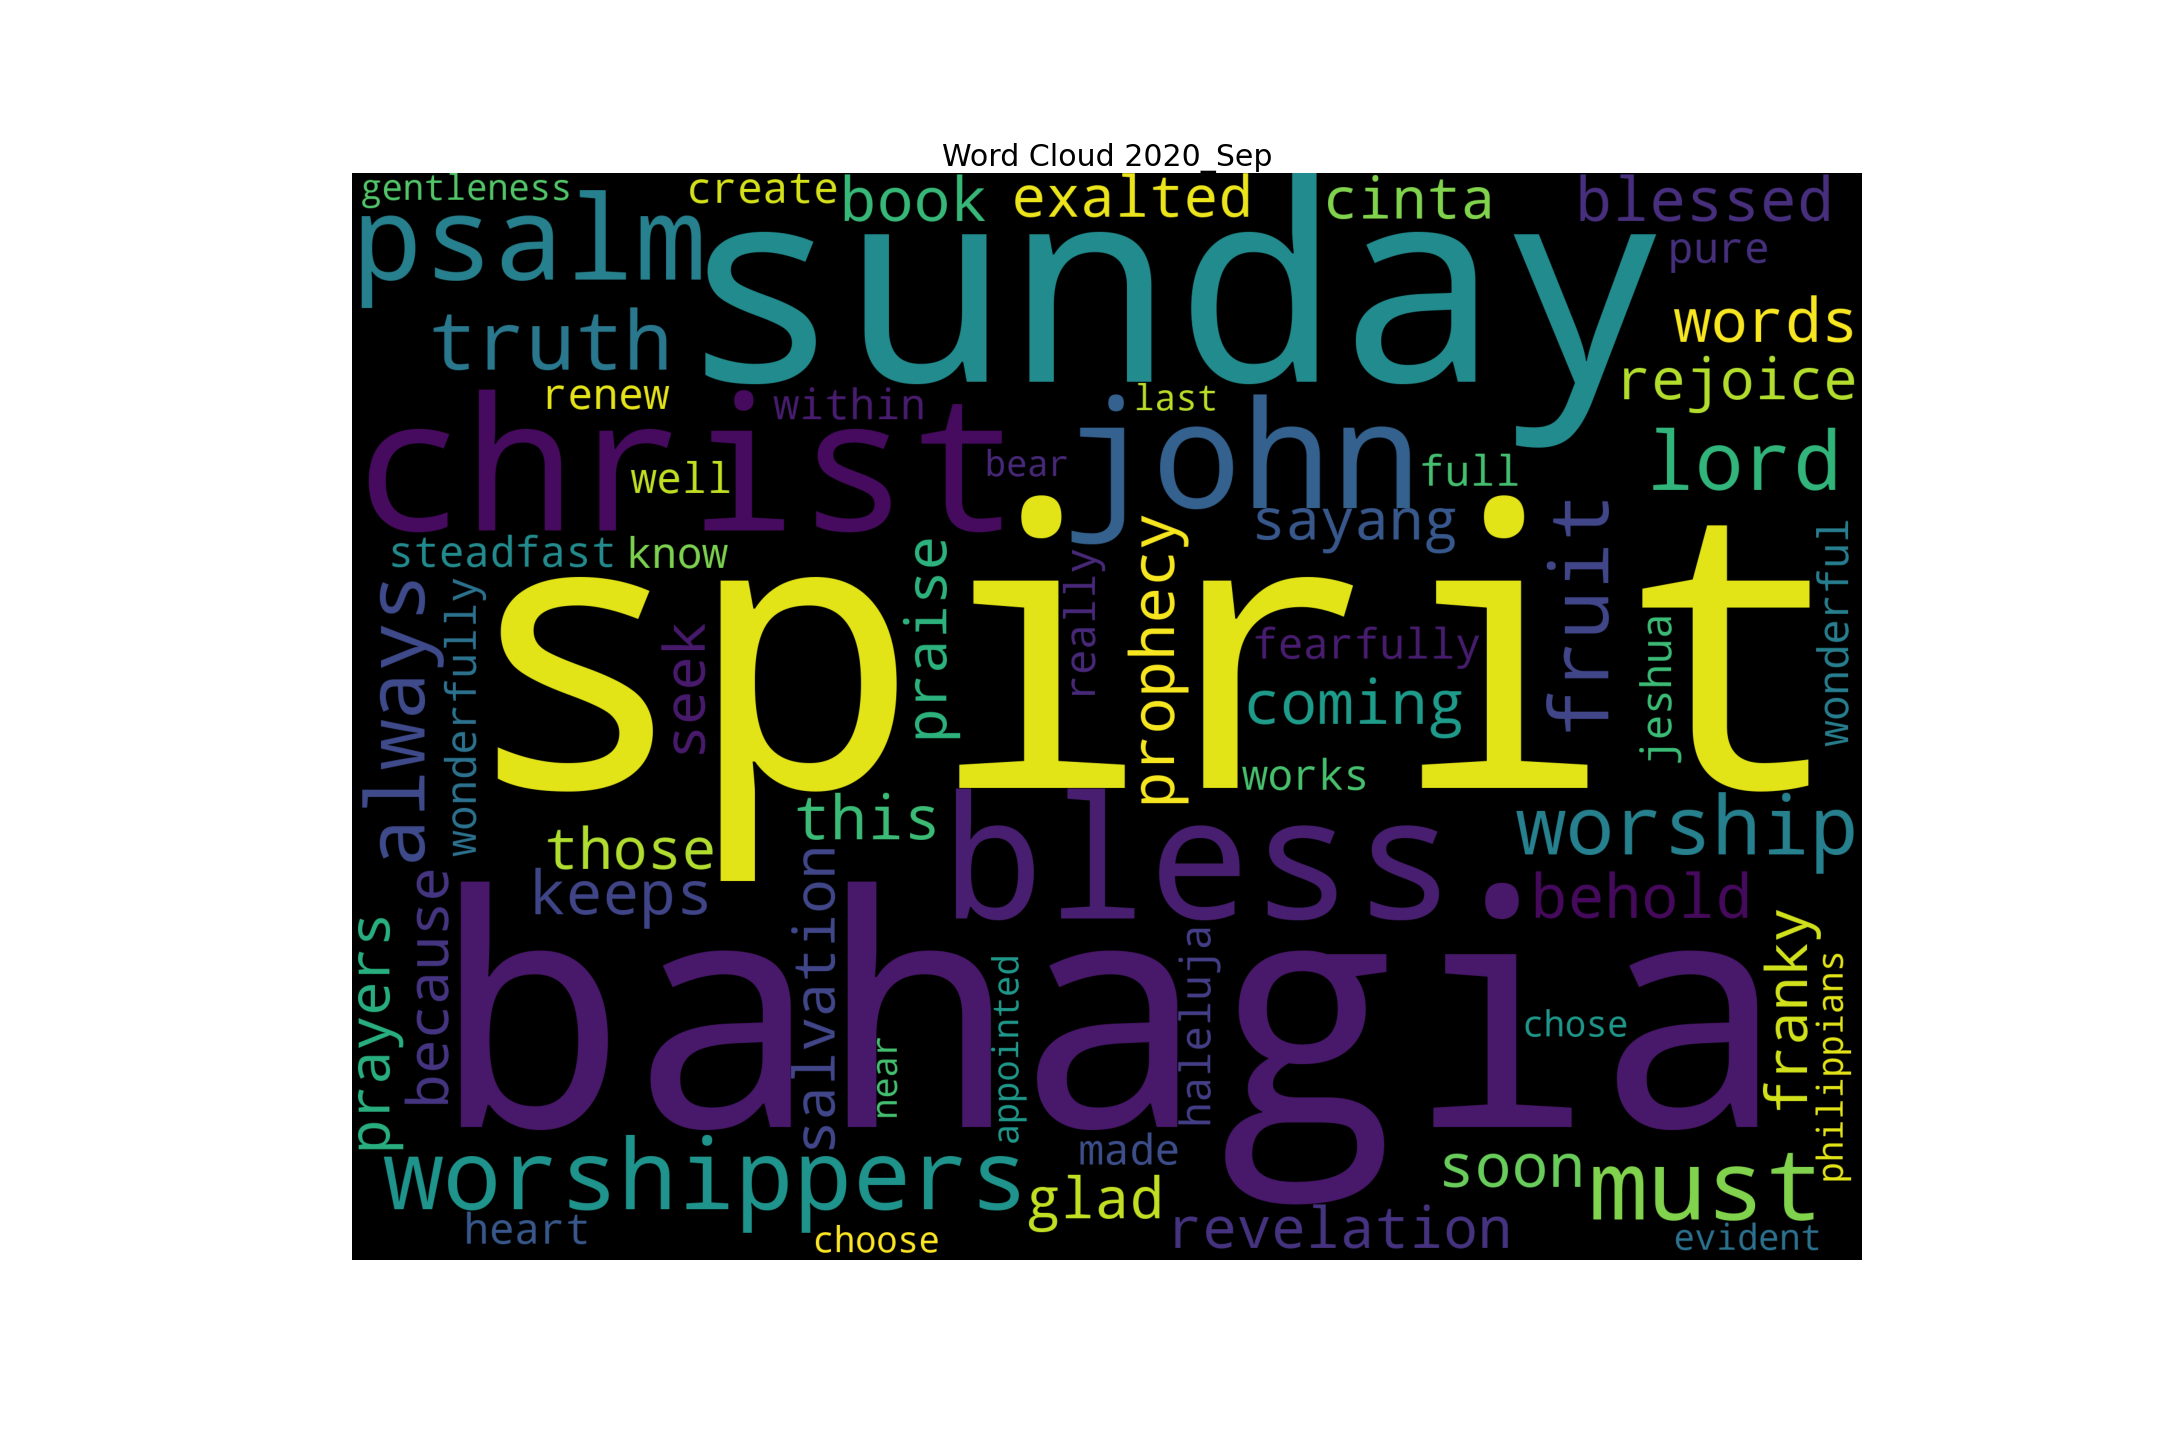 Word Cloud 2020_Sep
gentleness
create
book
exalted
cinta
blessed
psalm
sunday
pure
truth
words
renew
within
last
rejoice
christ
john
well
bear
full
lord
sayang
steadfast
know
praise
really
prophecy
fruit
wonderful
always
wonderfully
spirit
seek
fearfully
jeshua
coming
works
this
those
bless
worship
keeps
behold
prayers
because
salvation
bahagia
haleluja
franky
philippians
near
appointed
chose
worshippers
made
soon
must
glad
heart
choose
revelation
evident